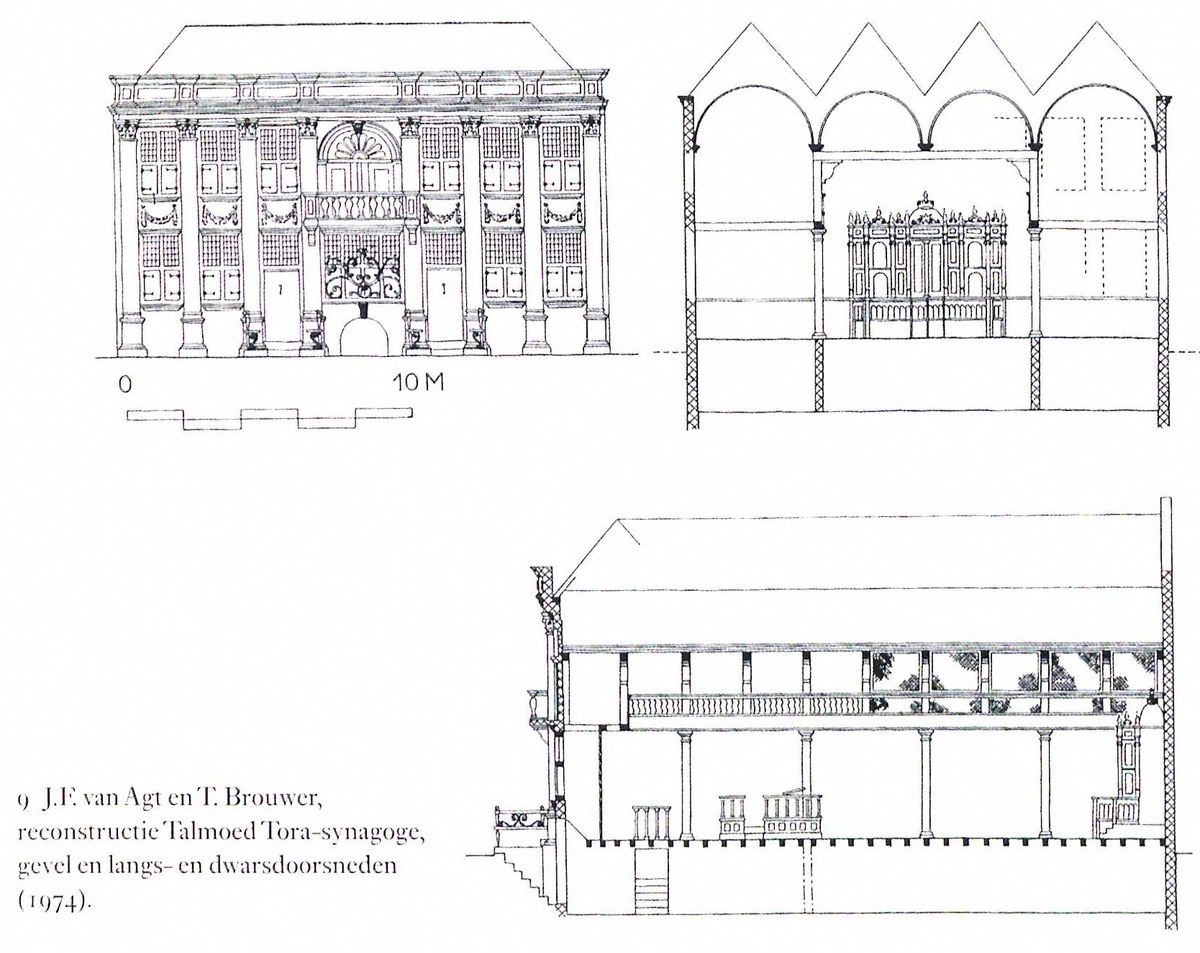 0 10 M
9 J.F. van Agt en T. Brouwer,
reconstructie Talmoed Tora-synagoge,
gevel en langs- en dwarsdoorsneden
(1974).